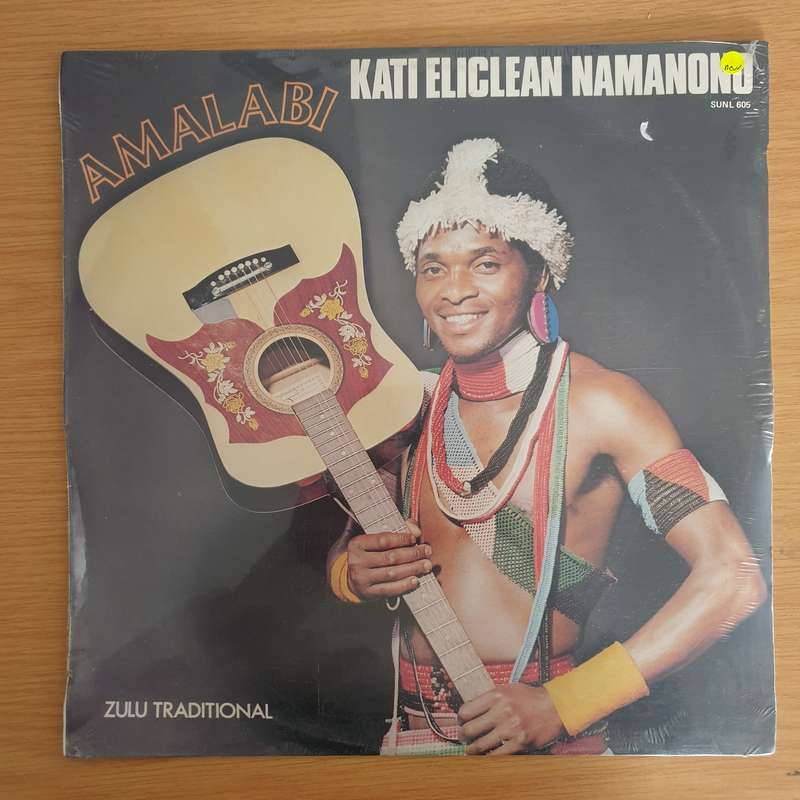 AMALABI
KATI ELICLEAN NAMANONO
SUNL 605
ZULU TRADITIONAL